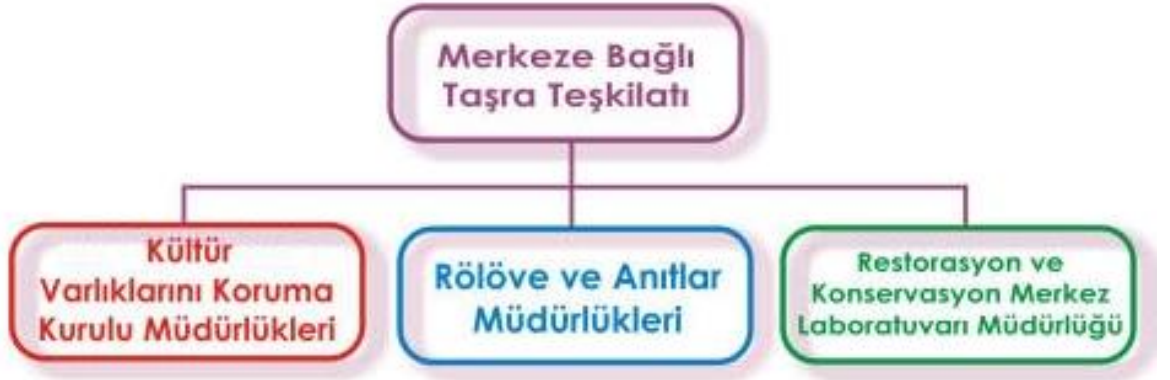 Merkeze Bağlı
Taşra Teşkilatı
Kültür
Varlıklarını Koruma
Kurulu Müdürlükleri
Rölöve ve Anıtlar
Müdürlükleri
Restorasyon ve
Konservasyon Merkez
Laboratuvarı Müdürlüğü